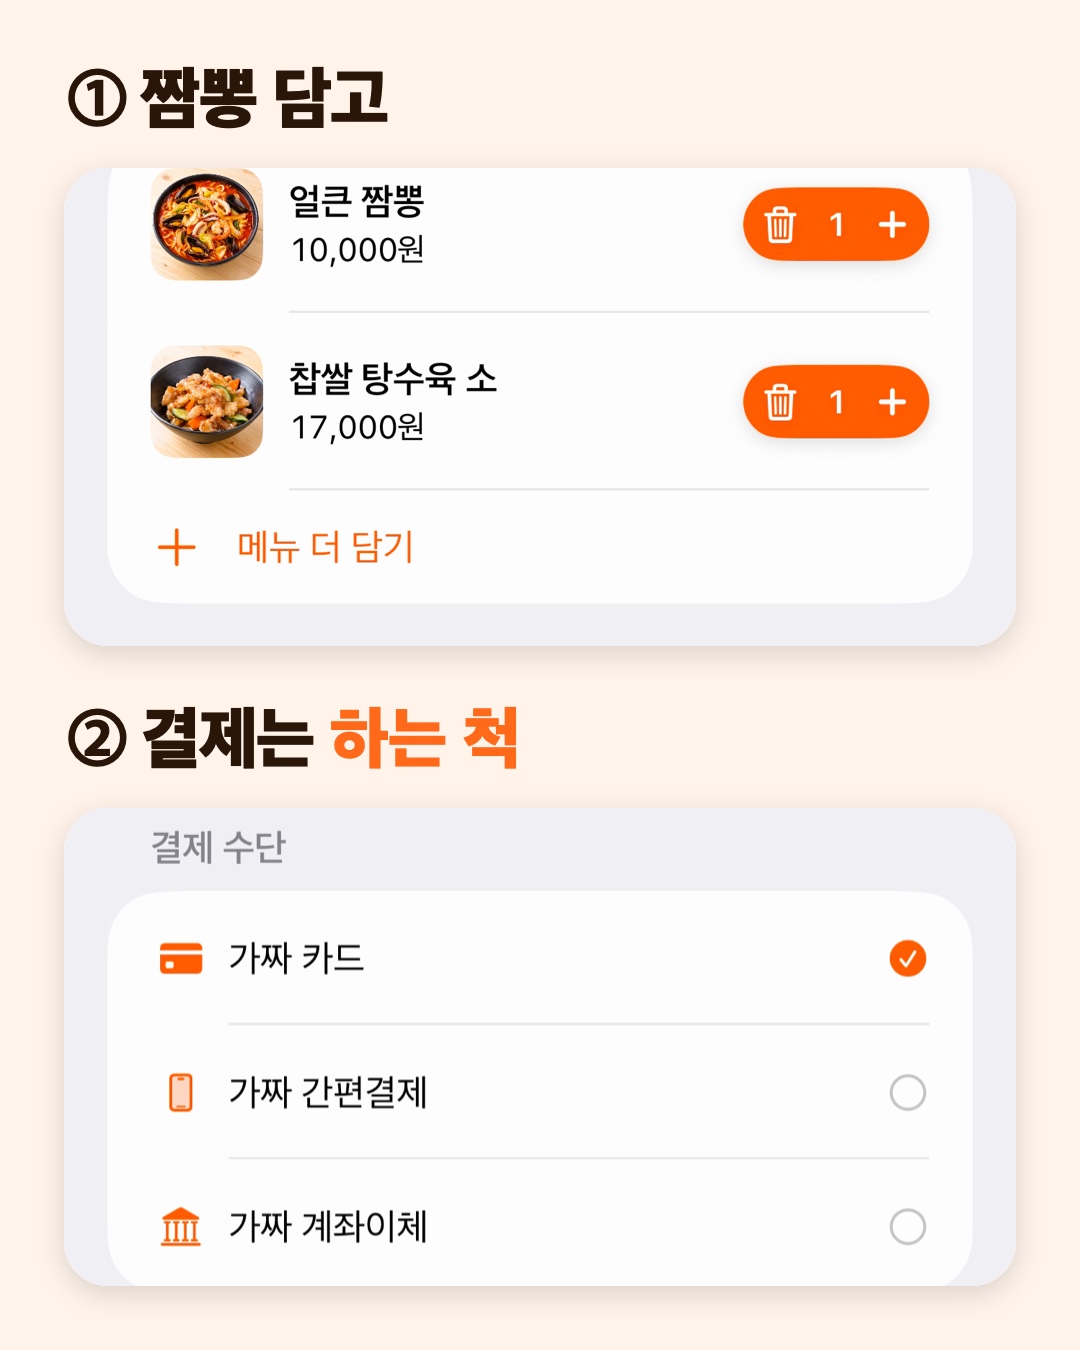 ① 짬뽕 담고
얼큰 짬뽕
10,000원
1
찹쌀 탕수육 소
17,000원
1
메뉴 더 담기
② 결제는 하는 척
결제 수단
가짜 카드
가짜 간편결제
가짜 계좌이체